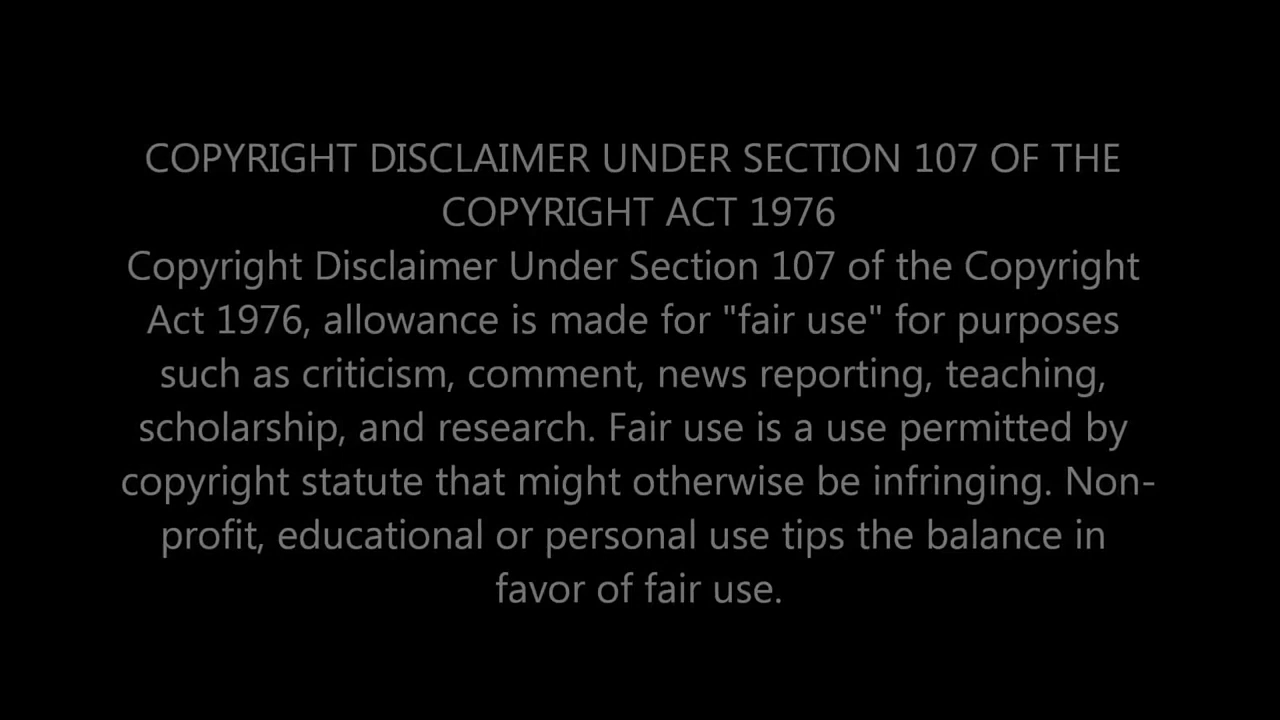 COPYRIGHT DISCLAIMER UNDER SECTION 107 OF THE
COPYRIGHT ACT 1976
Copyright Disclaimer Under Section 107 of the Copyright
Act 1976, allowance is made for "fair use" for purposes
such as criticism, comment, news reporting, teaching,
scholarship, and research. Fair use is a use permitted by
copyright statute that might otherwise be infringing. Non-
profit, educational or personal use tips the balance in
favor of fair use.